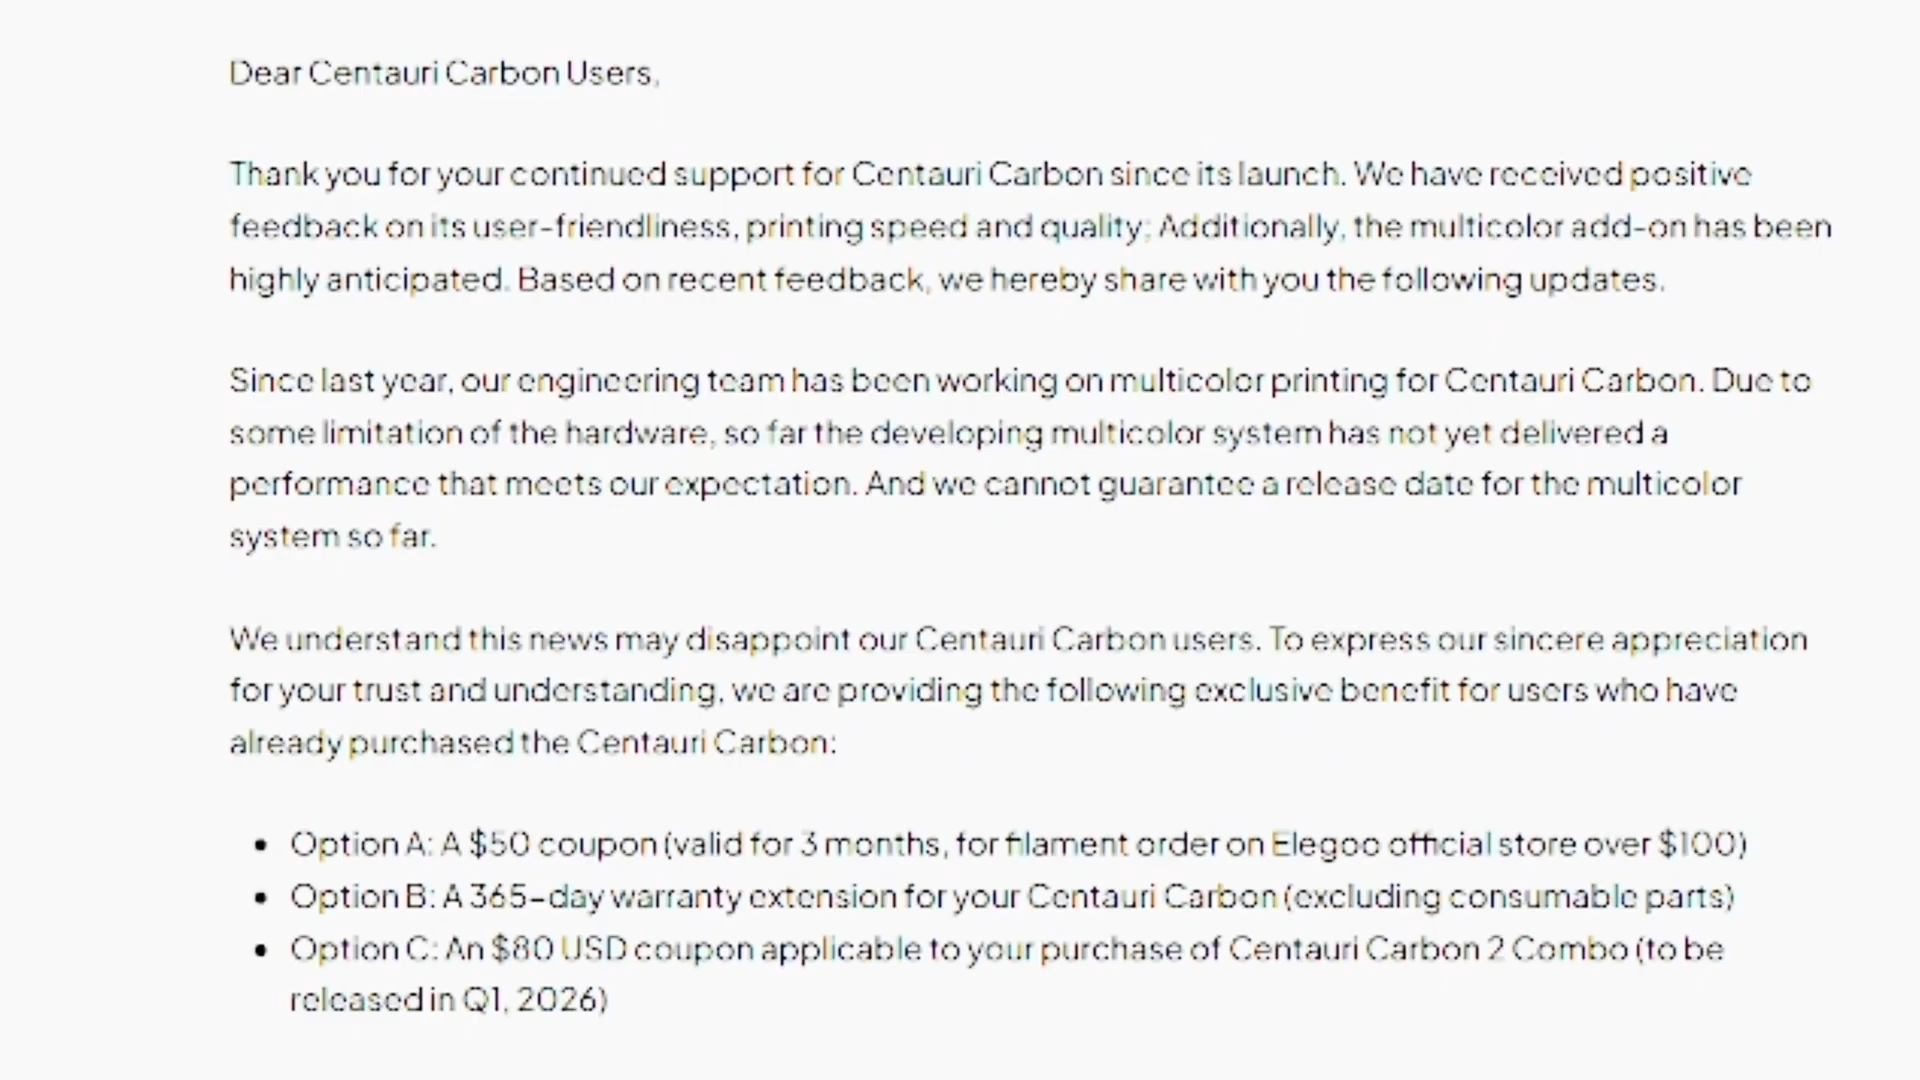 Dear Centauri Carbon Users,
Thank you for your continued support for Centauri Carbon since its launch. We have received positive
feedback on its user-friendliness, printing speed and quality; Additionally, the multicolor add-on has been
highly anticipated. Based on recent feedback, we hereby share with you the following updates.
Since last year, our engineering team has been working on multicolor printing for Centauri Carbon. Due to
some limitation of the hardware, so far the developing multicolor system has not yet delivered a
performance that meets our expectation. And we cannot guarantee a release date for the multicolor
system so far.
We understand this news may disappoint our Centauri Carbon users. To express our sincere appreciation
for your trust and understanding, we are providing the following exclusive benefit for users who have
already purchased the Centauri Carbon:
• Option A: A $50 coupon (valid for 3 months, for filament order on Elegoo official store over $100)
• Option B: A 365-day warranty extension for your Centauri Carbon (excluding consumable parts)
• Option C: An $80 USD coupon applicable to your purchase of Centauri Carbon 2 Combo (to be
released in Q1, 2026)